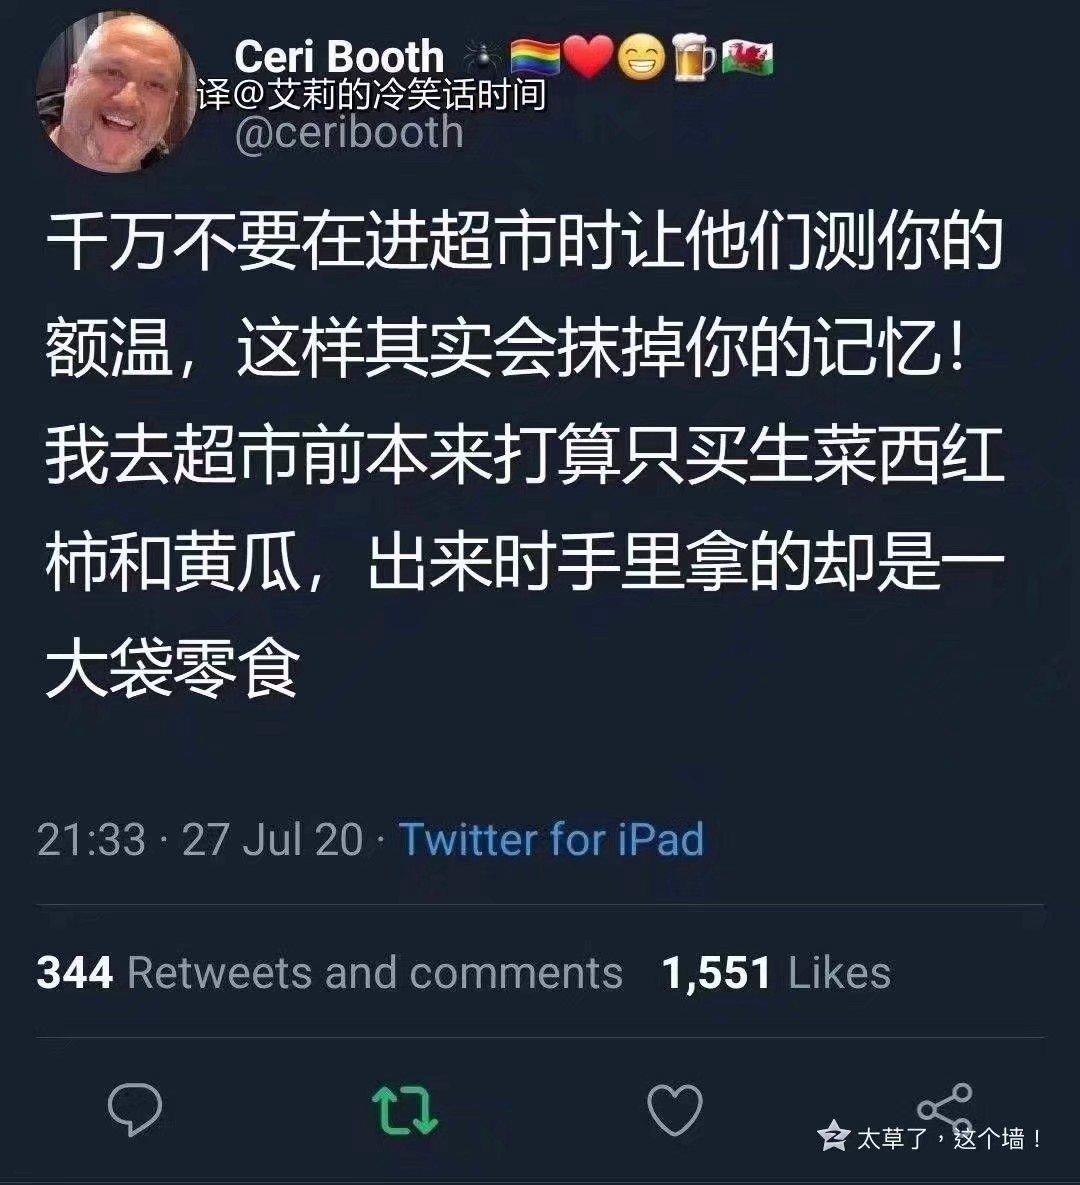 Ceri Booth 🕷️🏳️‍🌈❤️😁🍺🏴󠁧󠁢󠁷󠁬󠁳󠁿
译@艾莉的冷笑话时间
@ceribooth
千万不要在进超市时让他们测你的
额温，这样其实会抹掉你的记忆！
我去超市前本来打算只买生菜西红
柿和黄瓜，出来时手里拿的却是一
大袋零食
21:33 · 27 Jul 20 · Twitter for iPad
344 Retweets and comments 1,551 Likes
太草了，这个墙！